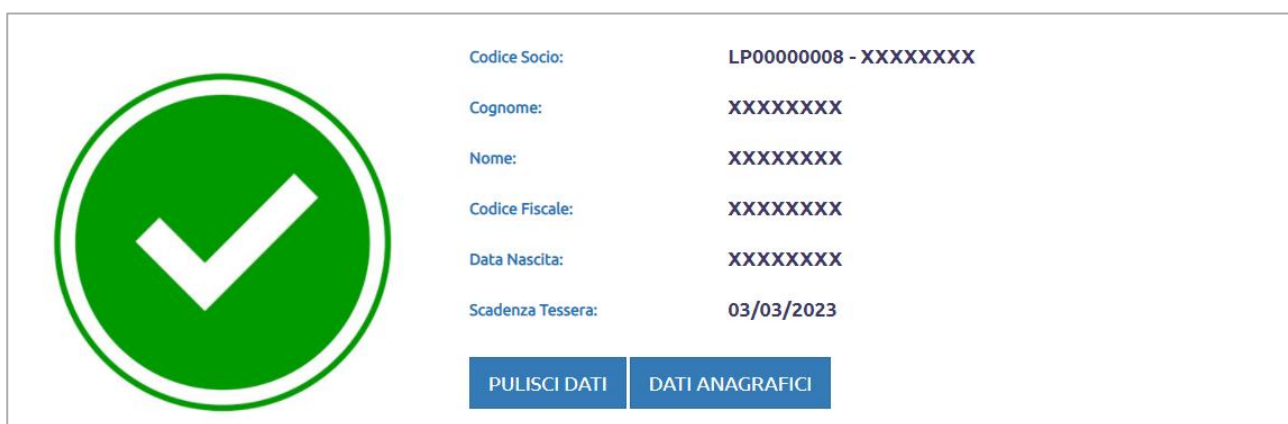 Codice Socio: LP00000008 - XXXXXXXX
Cognome: XXXXXXXX
Nome: XXXXXXXX
Codice Fiscale: XXXXXXXX
Data Nascita: XXXXXXXX
Scadenza Tessera: 03/03/2023
PULISCI DATI DATI ANAGRAFICI